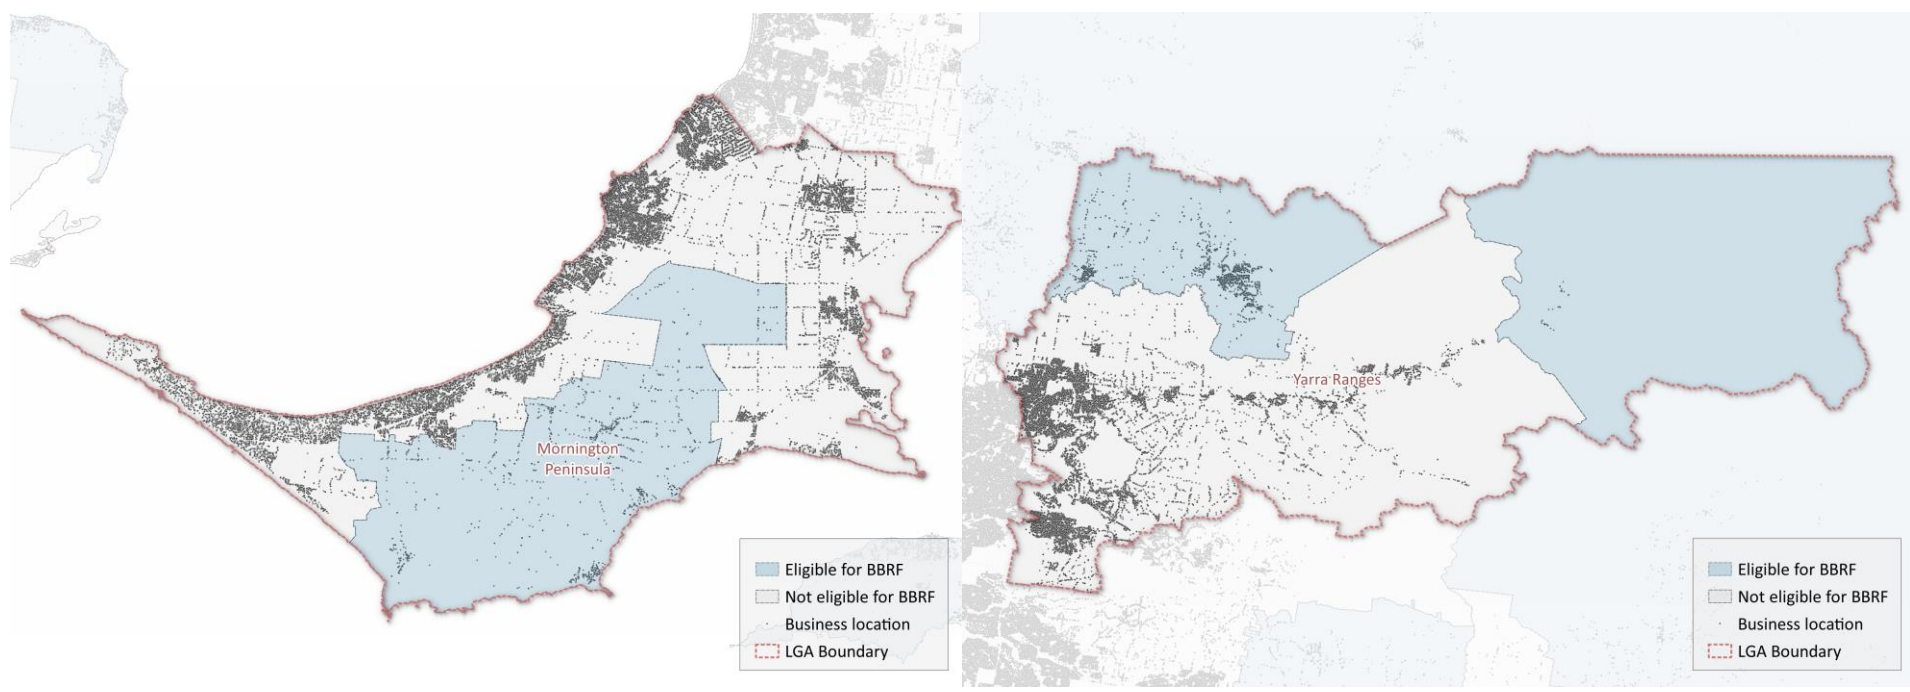 Mornington
Peninsula
Eligible for BBRF
Not eligible for BBRF
Business location
LGA Boundary
Yarra Ranges
Eligible for BBRF
Not eligible for BBRF
Business location
LGA Boundary